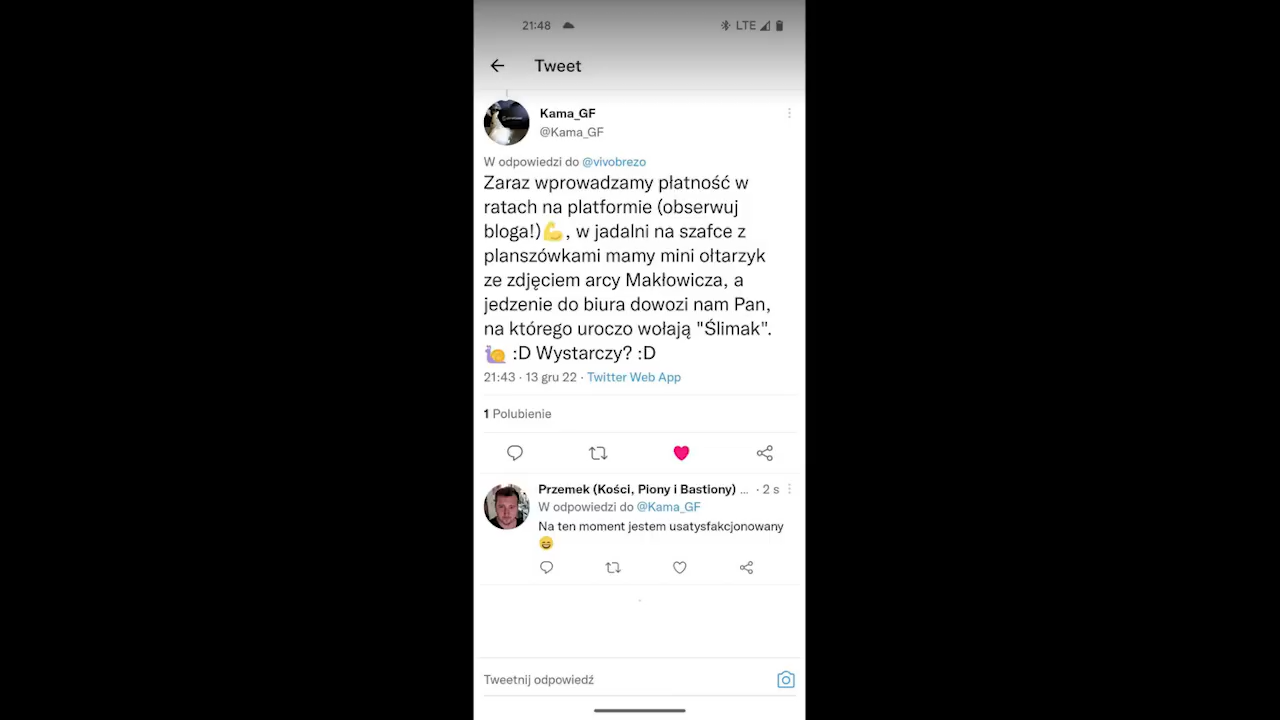 21:48 LTE
Tweet
Kama_GF
@Kama_GF
W odpowiedzi do @vivobrezo
Zaraz wprowadzamy płatność w
ratach na platformie (obserwuj
bloga!)💪, w jadalni na szafce z
planszówkami mamy mini ołtarzyk
ze zdjęciem arcy Makłowicza, a
jedzenie do biura dowozi nam Pan,
na którego uroczo wołają "Ślimak".
🐌 :D Wystarczy? :D
21:43 · 13 gru 22 · Twitter Web App
1 Polubienie
Przemek (Kości, Piony i Bastiony) ... · 2 s
W odpowiedzi do @Kama_GF
Na ten moment jestem usatysfakcjonowany
😄
Tweetnij odpowiedź